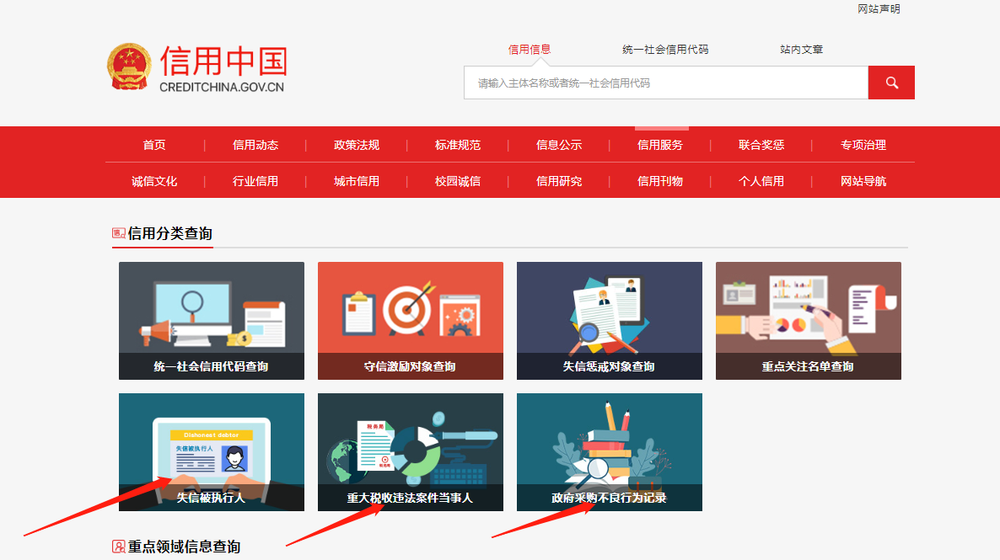 网站声明
信用中国
CREDITCHINA.GOV.CN
信用信息 统一社会信用代码 站内文章
请输入主体名称或者统一社会信用代码
首页 信用动态 政策法规 标准规范 信息公示 信用服务 联合奖惩 专项治理
诚信文化 行业信用 城市信用 校园诚信 信用研究 信用刊物 个人信用 网站导航
信用分类查询
统一社会信用代码查询
守信激励对象查询
失信惩戒对象查询
重点关注名单查询
Dishonest debtor
失信被执行人
失信被执行人
税务局
重大税收违法案件当事人
政府采购不良行为记录
重点领域信息查询